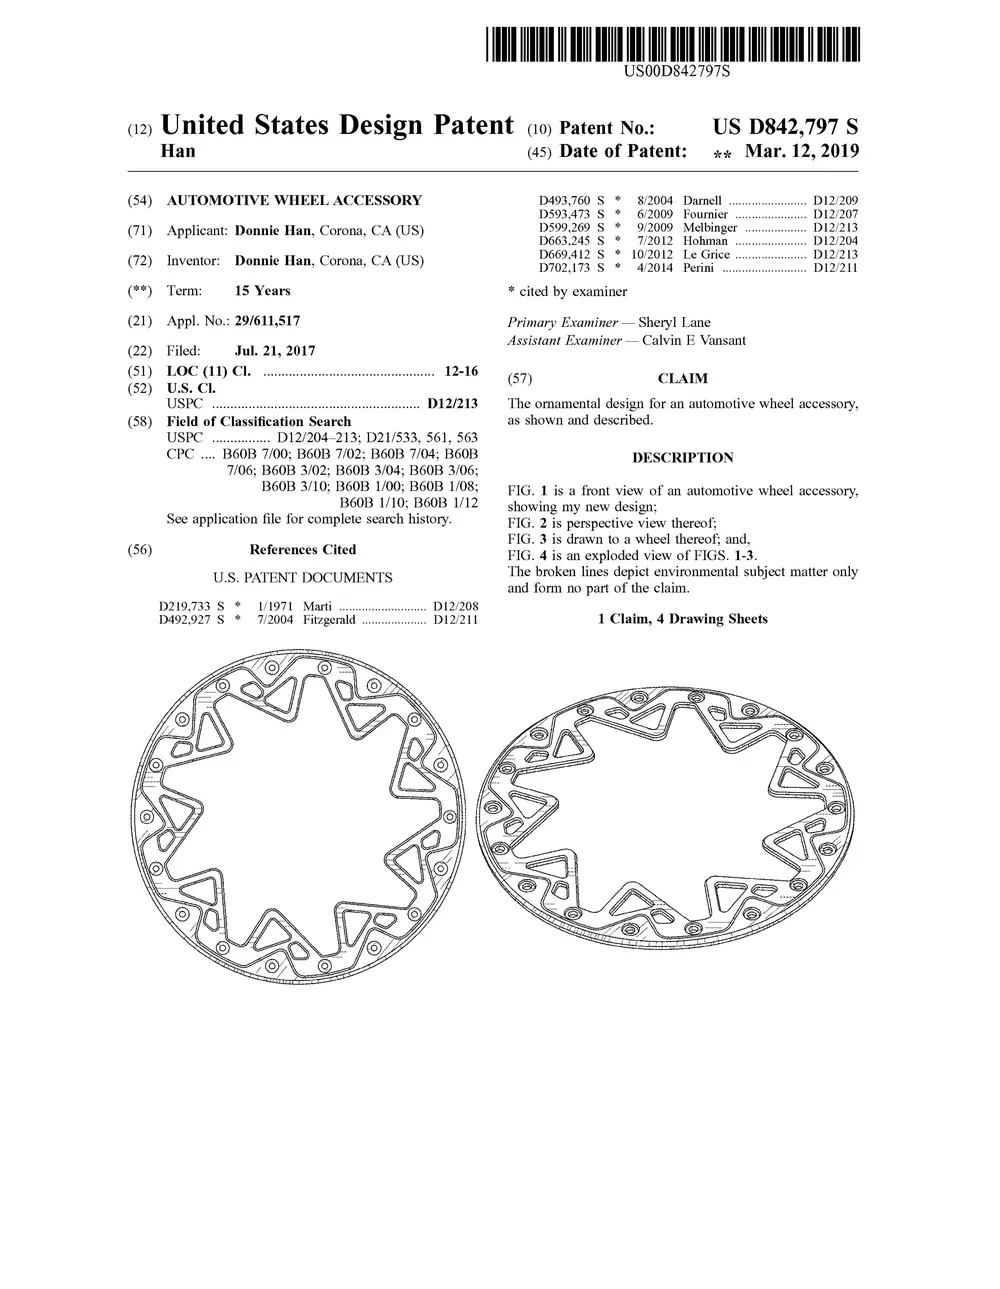 US00D842797S
(12) United States Design Patent
Han
(10) Patent No.: US D842,797 S
(45) Date of Patent: ** Mar. 12, 2019
(54) AUTOMOTIVE WHEEL ACCESSORY
(71) Applicant: Donnie Han, Corona, CA (US)
(72) Inventor: Donnie Han, Corona, CA (US)
(**) Term: 15 Years
(21) Appl. No.: 29/611,517
(22) Filed: Jul. 21, 2017
(51) LOC (11) Cl. ............................................... 12-16
(52) U.S. Cl.
USPC ......................................................... D12/213
(58) Field of Classification Search
USPC ................ D12/204–213; D21/533, 561, 563
CPC .... B60B 7/00; B60B 7/02; B60B 7/04; B60B
7/06; B60B 3/02; B60B 3/04; B60B 3/06;
B60B 3/10; B60B 1/00; B60B 1/08;
B60B 1/10; B60B 1/12
See application file for complete search history.
(56) References Cited
U.S. PATENT DOCUMENTS
D219,733 S * 1/1971 Marti ........................... D12/208
D492,927 S * 7/2004 Fitzgerald .................... D12/211
D493,760 S * 8/2004 Darnell ........................ D12/209
D593,473 S * 6/2009 Fournier ...................... D12/207
D599,269 S * 9/2009 Melbinger ................... D12/213
D663,245 S * 7/2012 Hohman ...................... D12/204
D669,412 S * 10/2012 Le Grice ...................... D12/213
D702,173 S * 4/2014 Perini .......................... D12/211
* cited by examiner
Primary Examiner — Sheryl Lane
Assistant Examiner — Calvin E Vansant
(57) CLAIM
The ornamental design for an automotive wheel accessory,
as shown and described.
DESCRIPTION
FIG. 1 is a front view of an automotive wheel accessory,
showing my new design;
FIG. 2 is perspective view thereof;
FIG. 3 is drawn to a wheel thereof; and,
FIG. 4 is an exploded view of FIGS. 1-3.
The broken lines depict environmental subject matter only
and form no part of the claim.
1 Claim, 4 Drawing Sheets